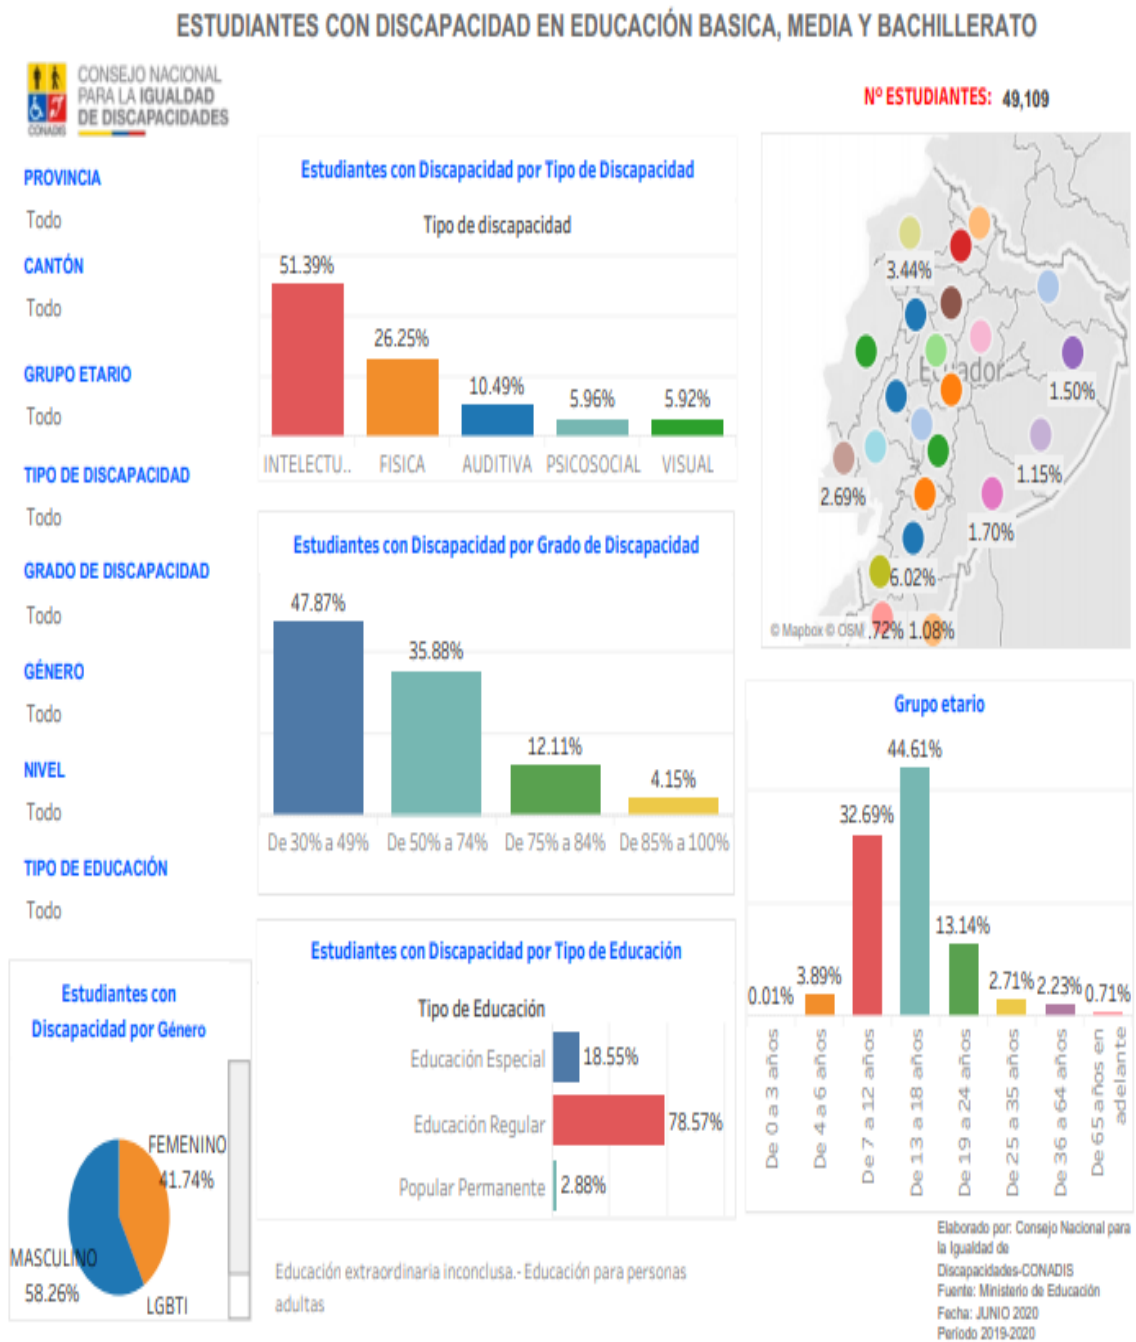 ESTUDIANTES CON DISCAPACIDAD EN EDUCACIÓN BASICA, MEDIA Y BACHILLERATO
CONADIS
CONSEJO NACIONAL
PARA LA IGUALDAD
DE DISCAPACIDADES
Nº ESTUDIANTES: 49,109
PROVINCIA
Todo
CANTÓN
Todo
GRUPO ETARIO
Todo
TIPO DE DISCAPACIDAD
Todo
GRADO DE DISCAPACIDAD
Todo
GÉNERO
Todo
NIVEL
Todo
TIPO DE EDUCACIÓN
Todo
Estudiantes con Discapacidad por Tipo de Discapacidad
Tipo de discapacidad
51.39%
26.25%
10.49%
5.96%
5.92%
INTELECTU..
FISICA
AUDITIVA
PSICOSOCIAL
VISUAL
3.44%
Ecuador
1.50%
1.15%
2.69%
1.70%
6.02%
.72%
1.08%
© Mapbox © OSM
Estudiantes con Discapacidad por Grado de Discapacidad
47.87%
35.88%
12.11%
4.15%
De 30% a 49%
De 50% a 74%
De 75% a 84%
De 85% a 100%
Grupo etario
0.01%
3.89%
32.69%
44.61%
13.14%
2.71%
2.23%
0.71%
De 0 a 3 años
De 4 a 6 años
De 7 a 12 años
De 13 a 18 años
De 19 a 24 años
De 25 a 35 años
De 36 a 64 años
De 65 años en
adelante
Estudiantes con Discapacidad por Tipo de Educación
Tipo de Educación
Educación Especial 18.55%
Educación Regular 78.57%
Popular Permanente 2.88%
Estudiantes con
Discapacidad por Género
FEMENINO
41.74%
MASCULINO
58.26%
LGBTI
Educación extraordinaria inconclusa.- Educación para personas
adultas
Elaborado por: Consejo Nacional para
la Igualdad de
Discapacidades-CONADIS
Fuente: Ministerio de Educación
Fecha: JUNIO 2020
Periodo 2019-2020